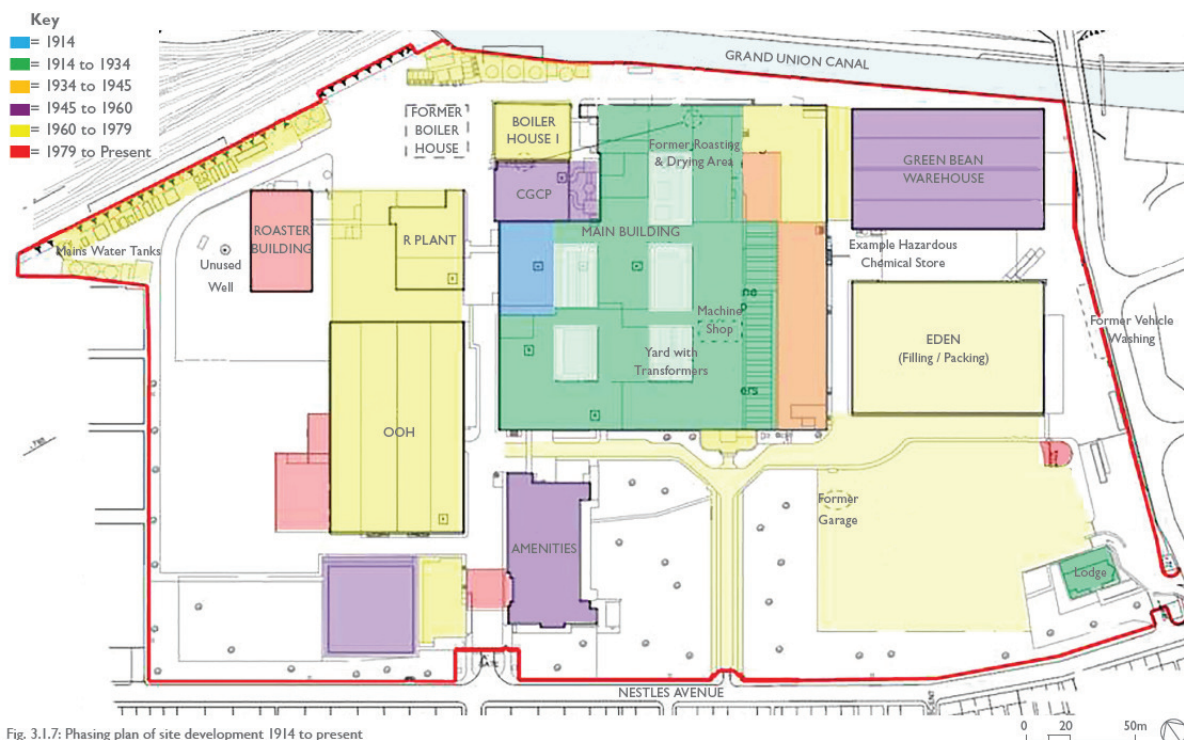 Key
= 1914
= 1914 to 1934
= 1934 to 1945
= 1945 to 1960
= 1960 to 1979
= 1979 to Present
GRAND UNION CANAL
FORMER
BOILER
HOUSE
BOILER
HOUSE I
Former Roasting
& Drying Area
GREEN BEAN
WAREHOUSE
CGCP
ROASTER
BUILDING
R PLANT
MAIN BUILDING
Mains Water Tanks
Unused
Well
Example Hazardous
Chemical Store
Machine
Shop
Former Vehicle
Washing
Yard with
Transformers
EDEN
(Filling / Packing)
OOH
Former
Garage
AMENITIES
Lodge
NESTLES AVENUE
Fig. 3.1.7: Phasing plan of site development 1914 to present
0 20 50m